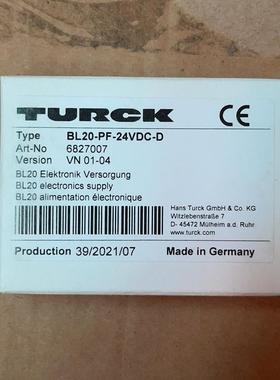 TURCK
CE
Type BL20-PF-24VDC-D
Art-No 6827007
Version VN 01-04
BL20 Elektronik Versorgung
BL20 electronics supply
BL20 alimentation électronique
Hans Turck GmbH & Co. KG
Witzlebenstraße 7
D- 45472 Mülheim a.d. Ruhr
www.turck.com
Production 39/2021/07 Made in Germany